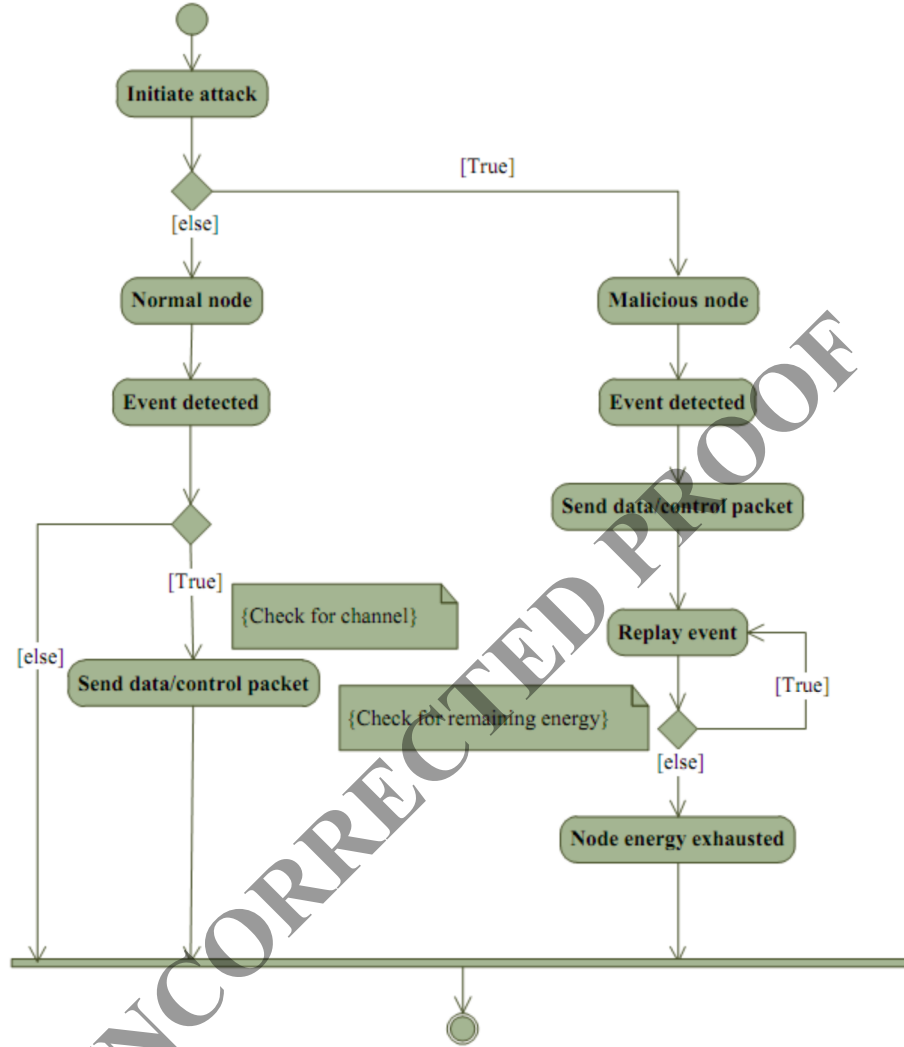 Initiate attack
[True]
[else]
Normal node
Malicious node
Event detected
Event detected
Send data/control packet
[True]
{Check for channel}
Replay event
[else]
Send data/control packet
[True]
{Check for remaining energy}
[else]
Node energy exhausted
UNCORRECTED PROOF